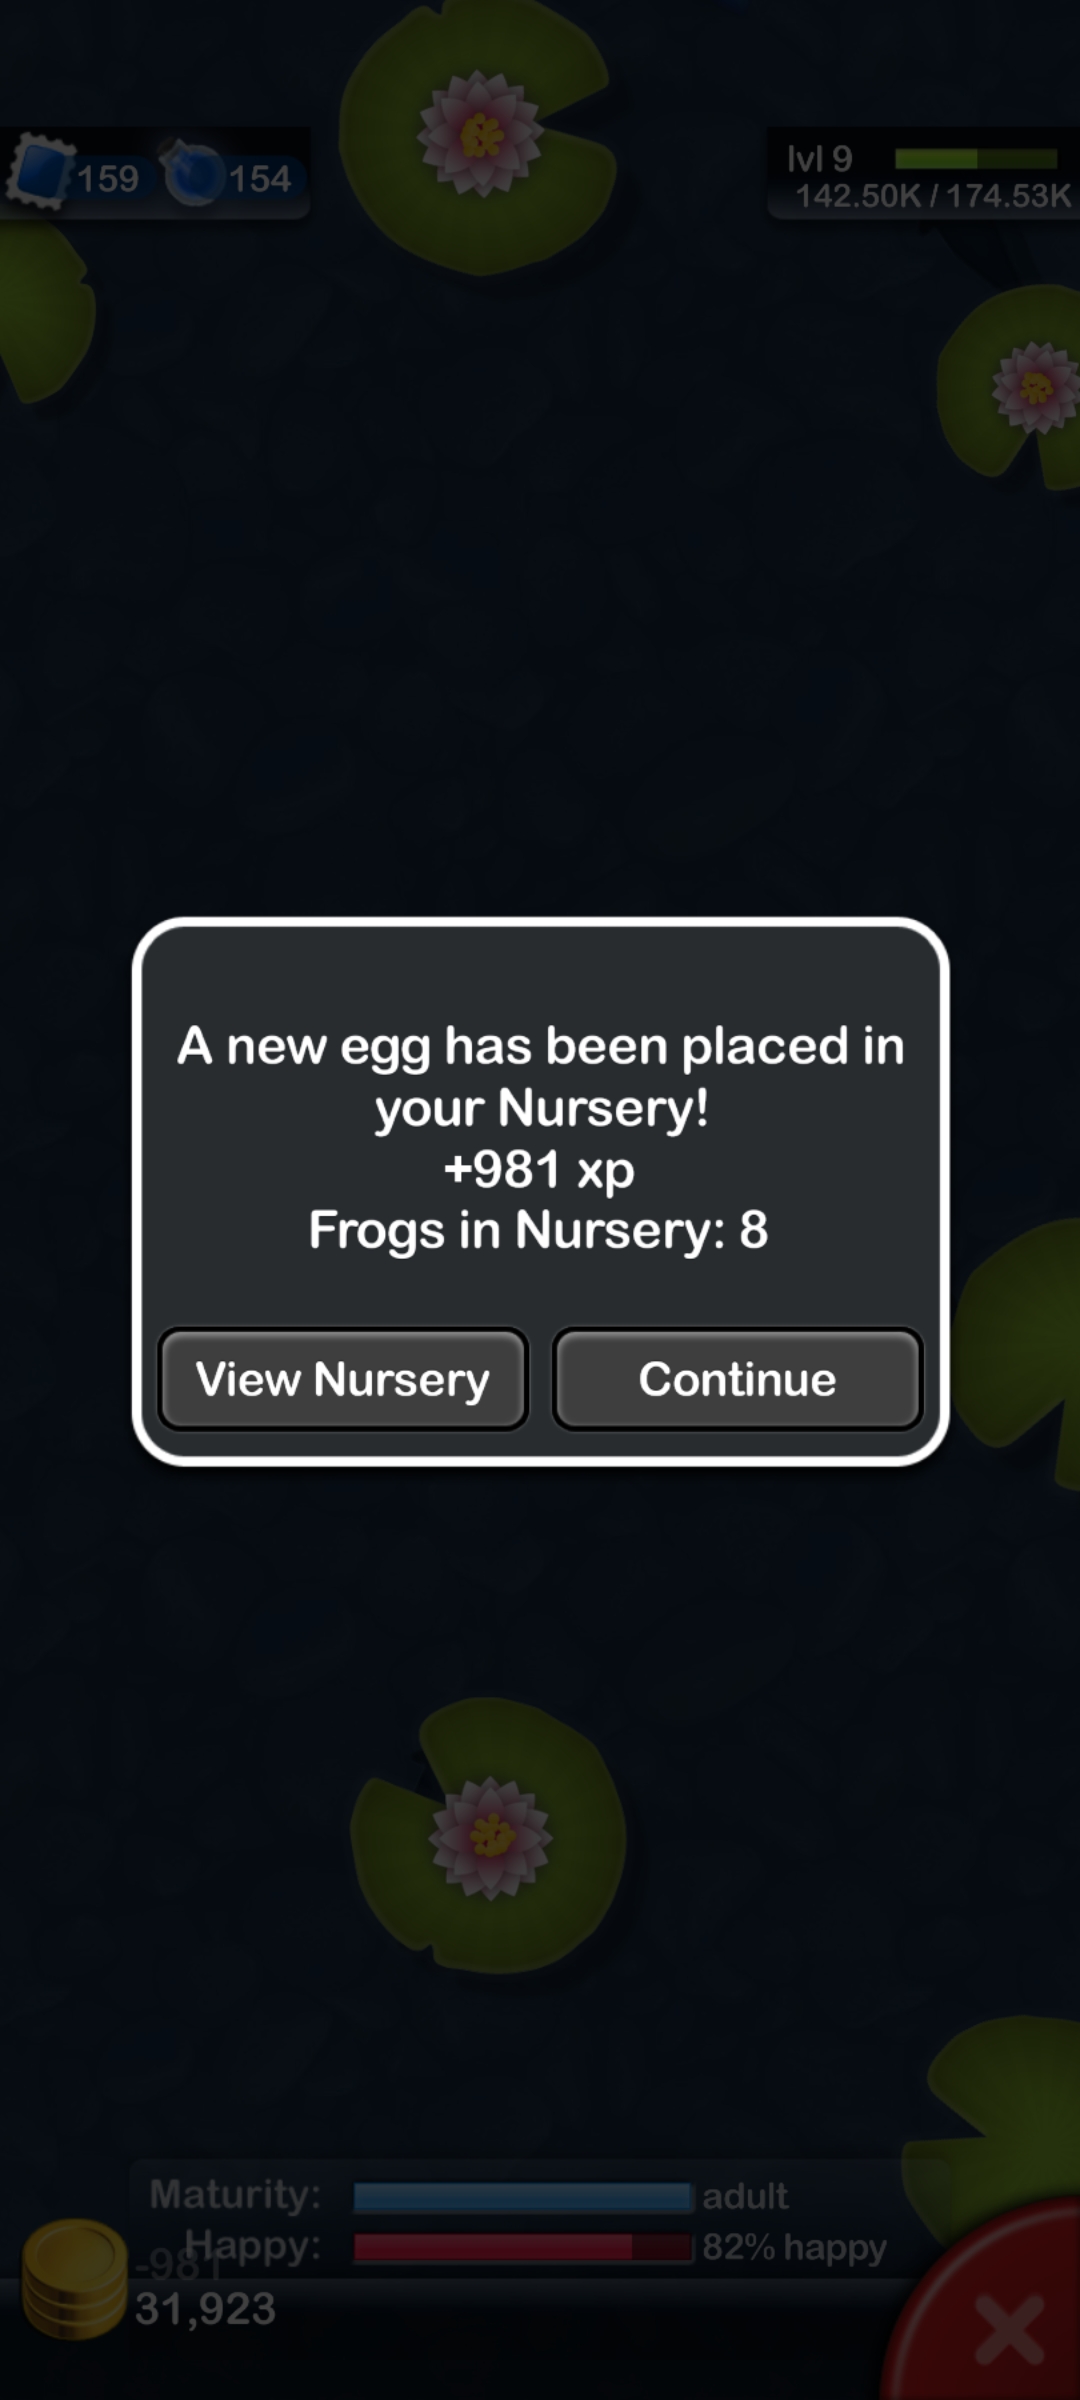 159
154
lvl 9
142.50K / 174.53K
A new egg has been placed in
your Nursery!
+981 xp
Frogs in Nursery: 8
View Nursery
Continue
Maturity:
adult
Happy:
82% happy
-981
31,923